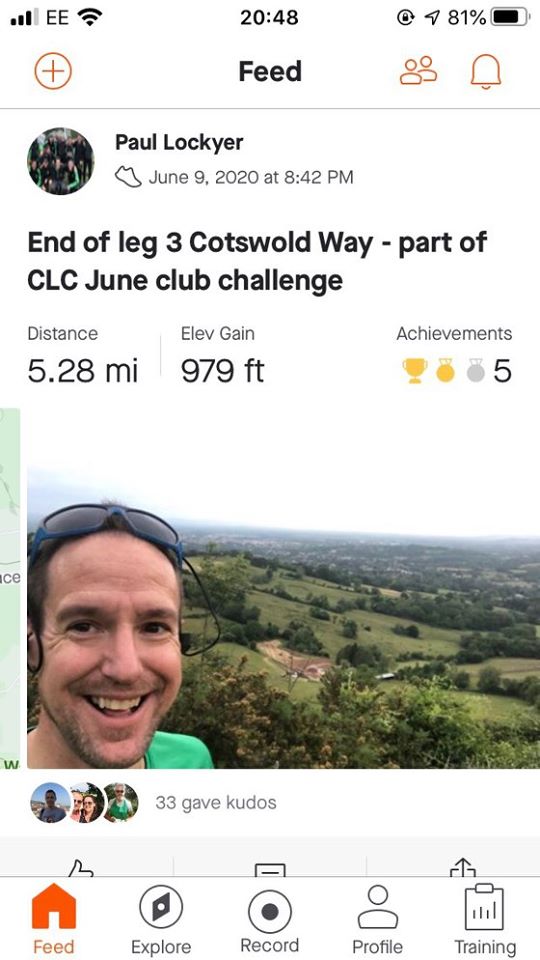 EE 20:48 81%
Feed
Paul Lockyer
June 9, 2020 at 8:42 PM
End of leg 3 Cotswold Way - part of
CLC June club challenge
Distance Elev Gain Achievements
5.28 mi 979 ft 5
ace
W
33 gave kudos
Feed Explore Record Profile Training